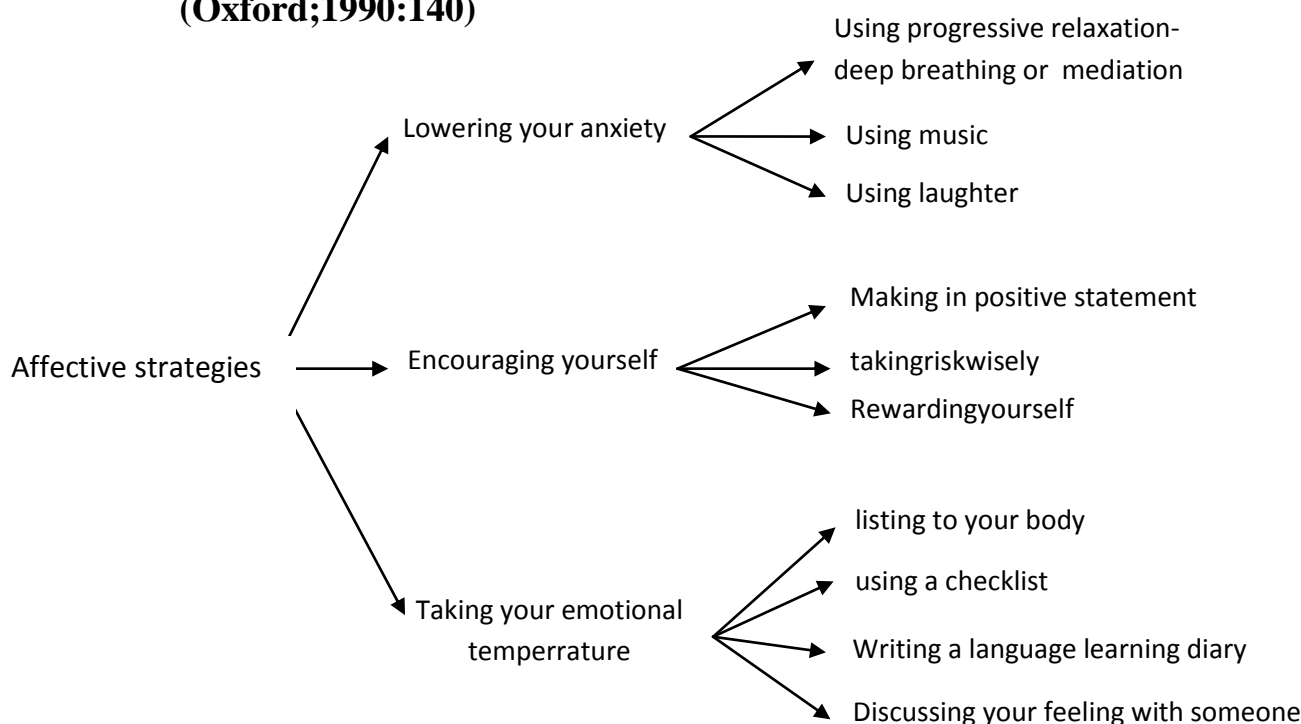 (Oxford;1990:140)
Using progressive relaxation-
deep breathing or mediation
Lowering your anxiety
Using music
Using laughter
Making in positive statement
Affective strategies
Encouraging yourself
takingriskwisely
Rewardingyourself
listing to your body
using a checklist
Taking your emotional
temperrature
Writing a language learning diary
Discussing your feeling with someone